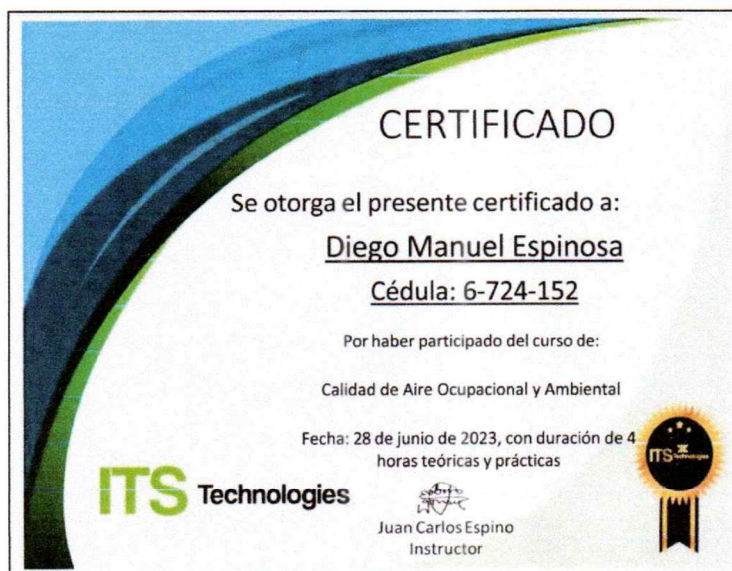 CERTIFICADO
Se otorga el presente certificado a:
Diego Manuel Espinosa
Cédula: 6-724-152
Por haber participado del curso de:
Calidad de Aire Ocupacional y Ambiental
Fecha: 28 de junio de 2023, con duración de 4
horas teóricas y prácticas
ITS Technologies
Juan Carlos Espino
Instructor
ITS Technologies